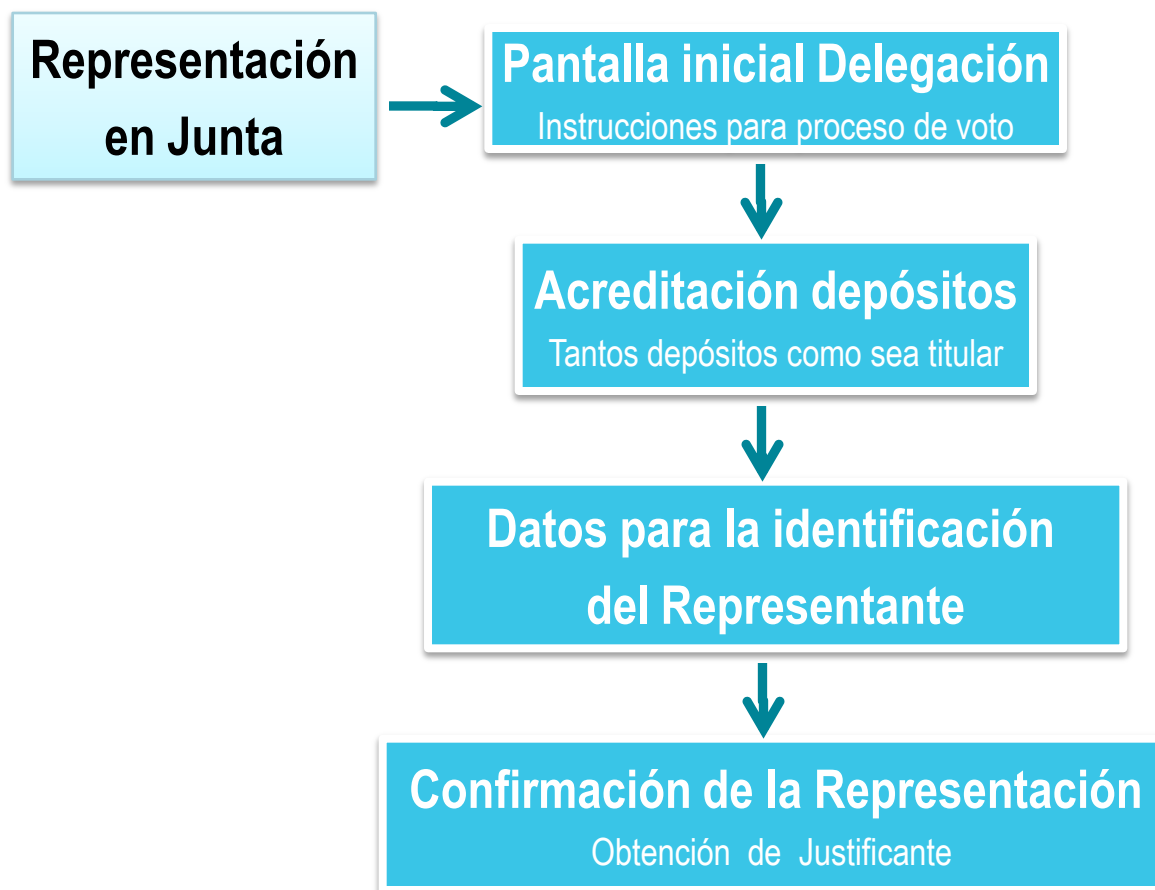 Representación
en Junta
Pantalla inicial Delegación
Instrucciones para proceso de voto
Acreditación depósitos
Tantos depósitos como sea titular
Datos para la identificación
del Representante
Confirmación de la Representación
Obtención de Justificante